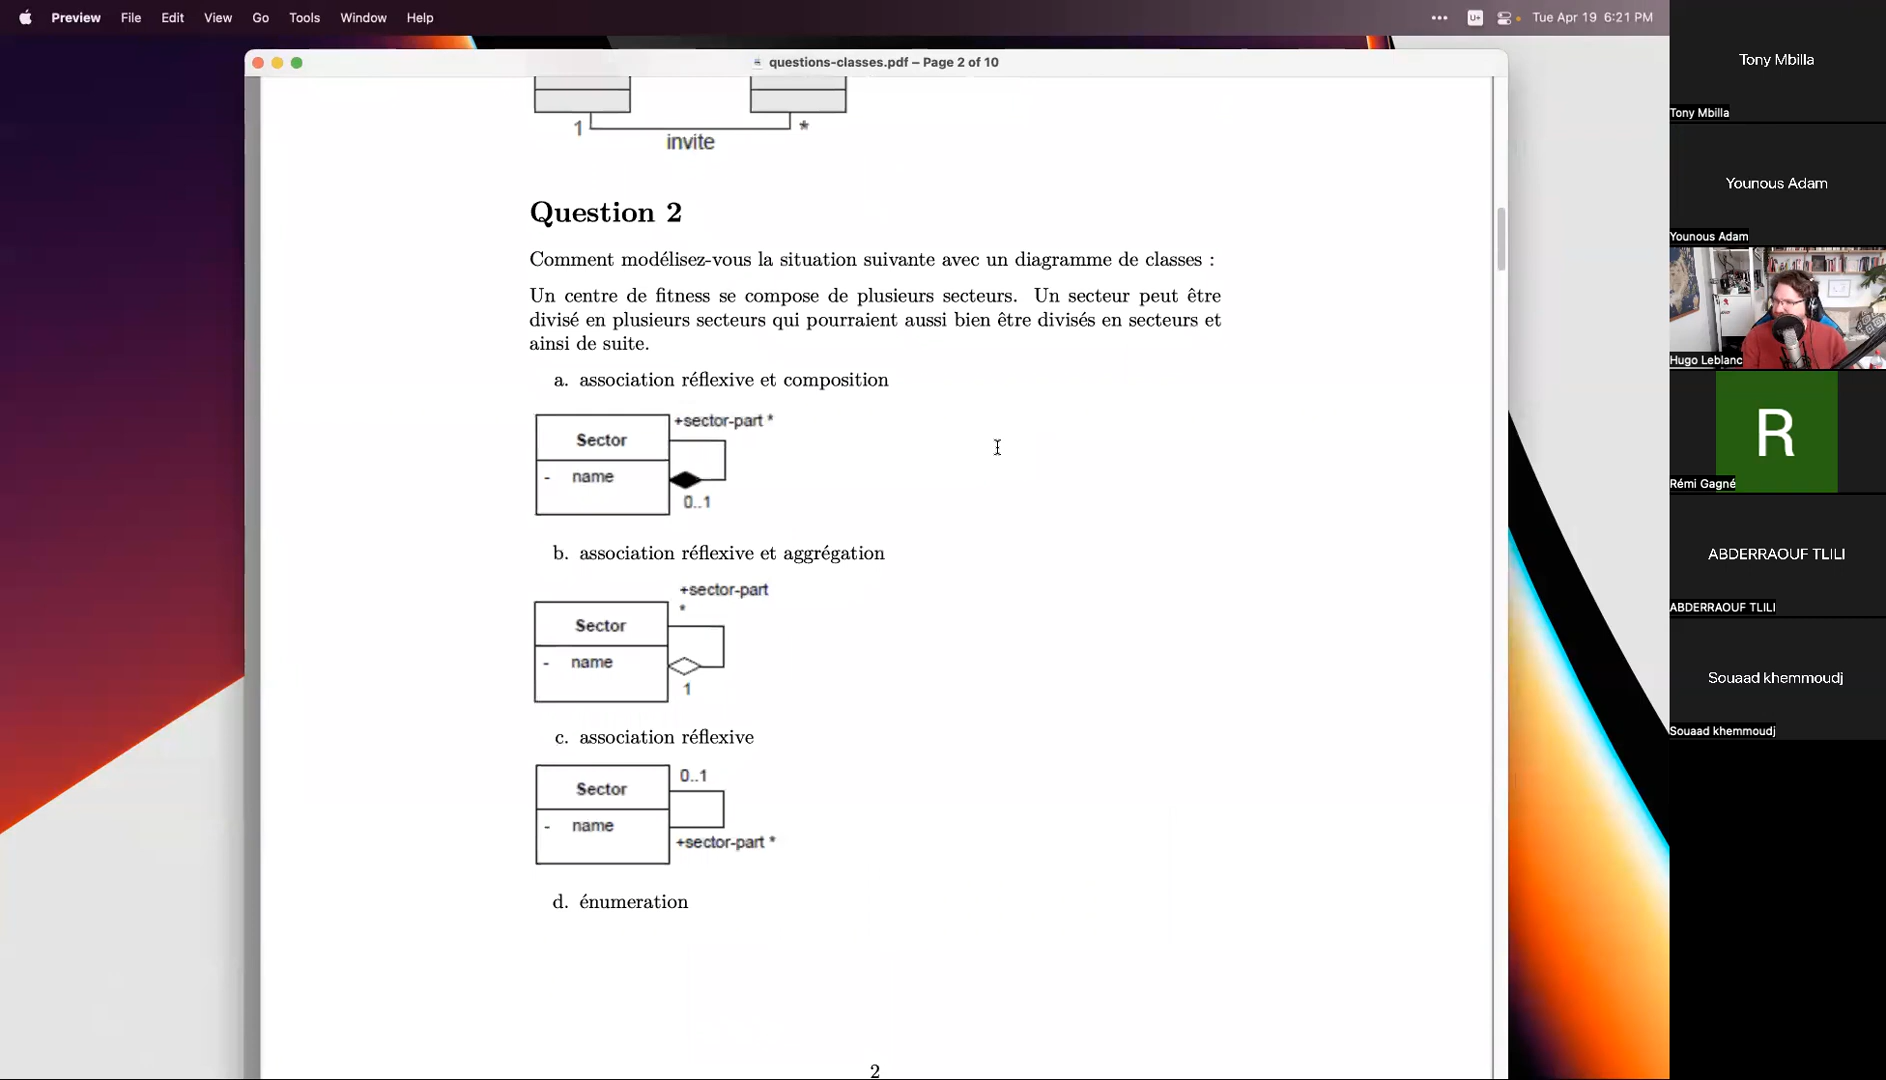 Preview File Edit View Go Tools Window Help
U+ Tue Apr 19 6:21 PM
questions-classes.pdf – Page 2 of 10
1 *
invite
Question 2
Comment modélisez-vous la situation suivante avec un diagramme de classes :
Un centre de fitness se compose de plusieurs secteurs. Un secteur peut être
divisé en plusieurs secteurs qui pourraient aussi bien être divisés en secteurs et
ainsi de suite.
a. association réflexive et composition
+sector-part *
Sector
- name
0..1
b. association réflexive et aggrégation
+sector-part
*
Sector
- name
1
c. association réflexive
0..1
Sector
- name
+sector-part *
d. énumeration
2
Tony Mbilla
Tony Mbilla
Younous Adam
Younous Adam
Hugo Leblanc
R
Rémi Gagné
ABDERRAOUF TLILI
ABDERRAOUF TLILI
Souaad khemmoudj
Souaad khemmoudj